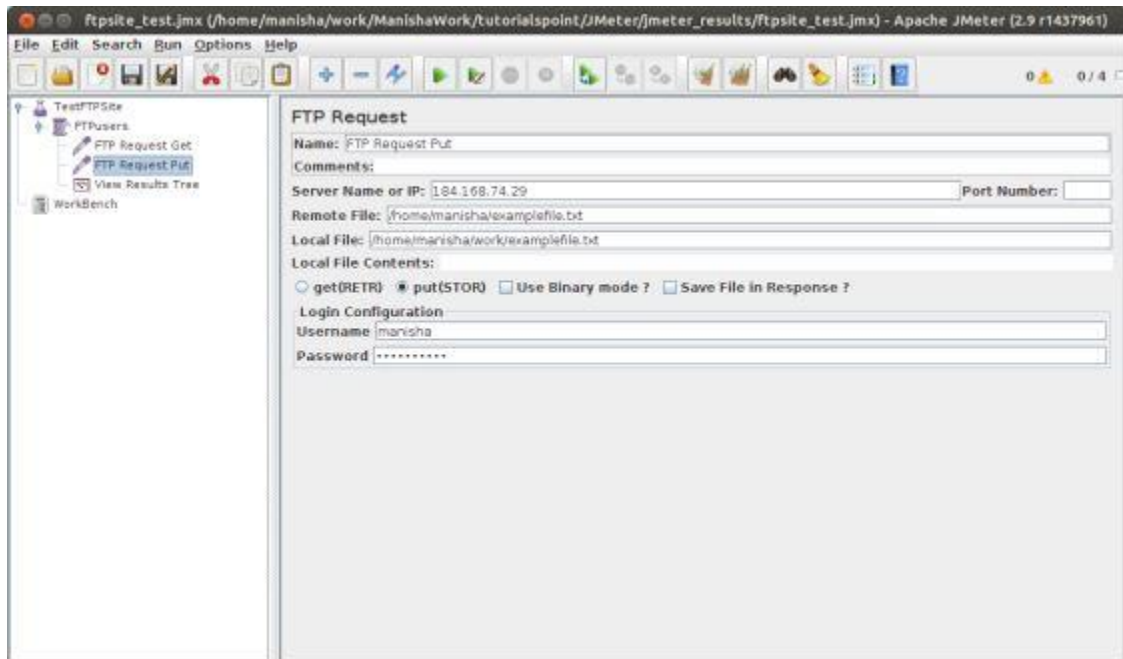 ftpsite_test.jmx (/home/manisha/work/ManishaWork/tutorialspoint/JMeter/jmeter_results/ftpsite_test.jmx) - Apache JMeter (2.9 r1437961)
File Edit Search Run Options Help
0 0 / 4
TestFTPSite
FTPusers
FTP Request Get
FTP Request Put
View Results Tree
WorkBench
FTP Request
Name: FTP Request Put
Comments:
Server Name or IP: 184.168.74.29 Port Number:
Remote File: /home/manisha/examplefile.txt
Local File: /home/manisha/work/examplefile.txt
Local File Contents:
get(RETR) put(STOR) Use Binary mode ? Save File in Response ?
Login Configuration
Username manisha
Password ••••••••••